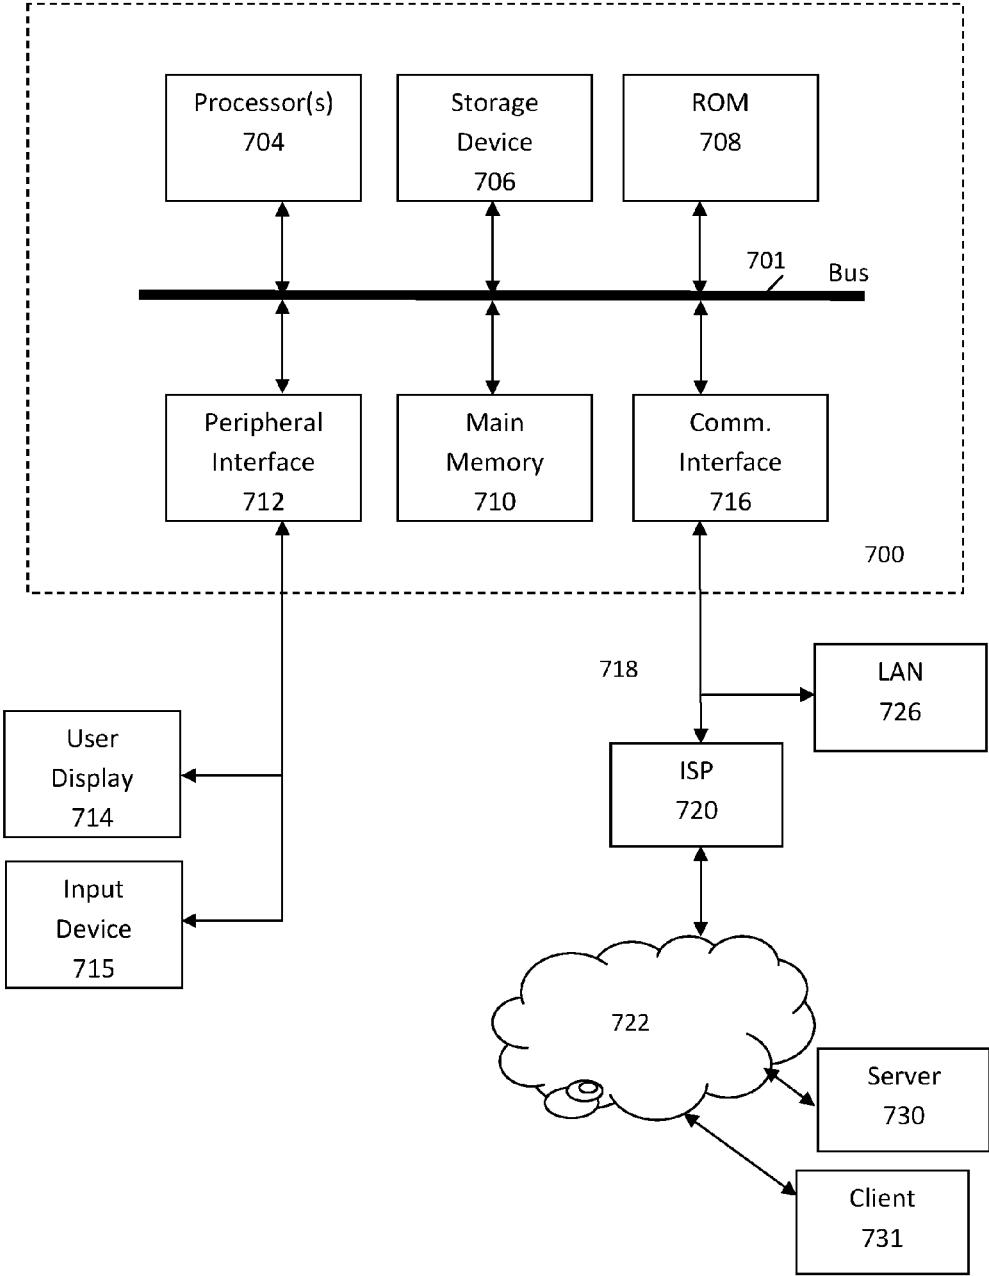 Processor(s)
704
Storage
Device
706
ROM
708
701
Bus
Peripheral
Interface
712
Main
Memory
710
Comm.
Interface
716
700
718
LAN
726
User
Display
714
ISP
720
Input
Device
715
722
Server
730
Client
731